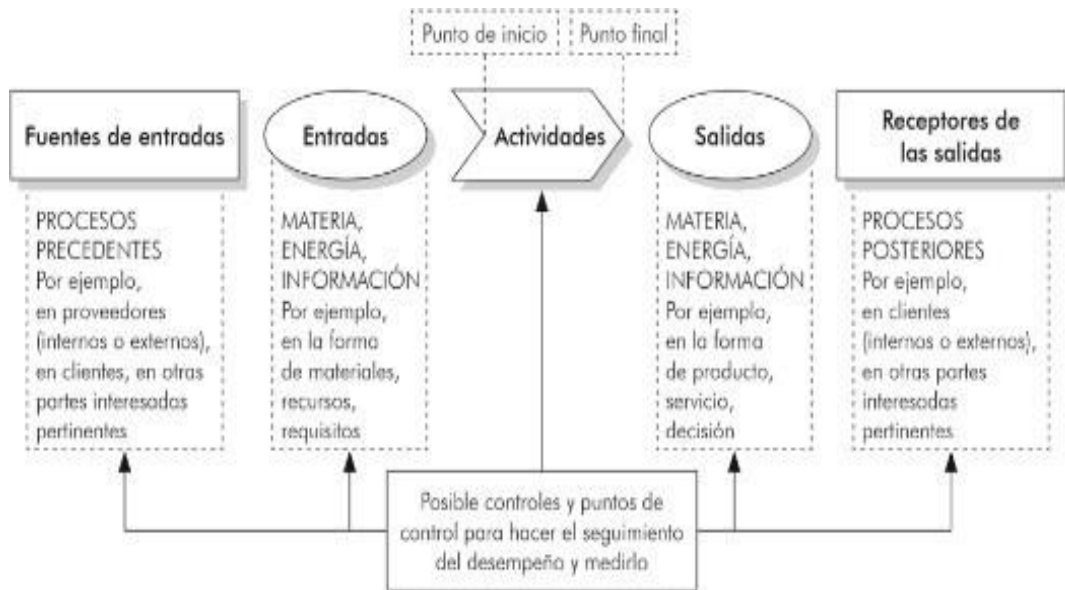 Punto de inicio
Punto final
Fuentes de entradas
Entradas
Actividades
Salidas
Receptores de
las salidas
PROCESOS
PRECEDENTES
Por ejemplo,
en proveedores
(internos o externos),
en clientes, en otras
partes interesadas
pertinentes
MATERIA,
ENERGÍA,
INFORMACIÓN
Por ejemplo,
en la forma
de materiales,
recursos,
requisitos
MATERIA,
ENERGÍA,
INFORMACIÓN
Por ejemplo,
en la forma
de producto,
servicio,
decisión
PROCESOS
POSTERIORES
Por ejemplo,
en clientes
(internos o externos),
en otras partes
interesadas
pertinentes
Posible controles y puntos de
control para hacer el seguimiento
del desempeño y medirlo